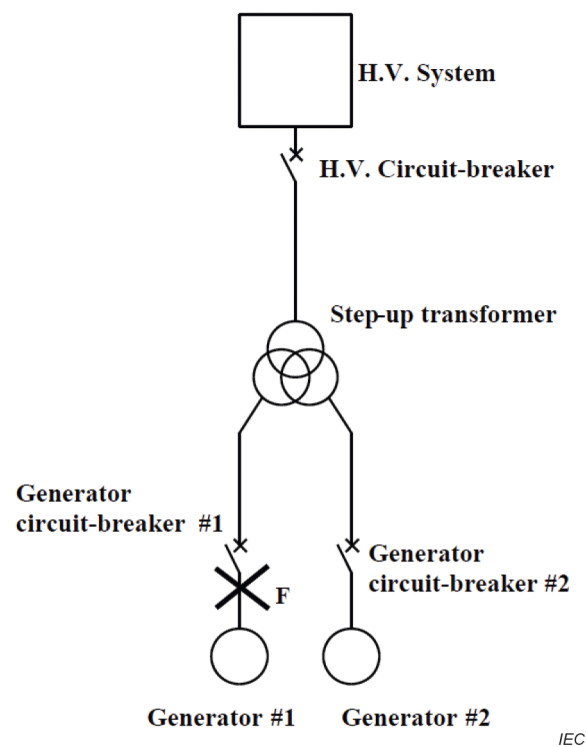 H.V. System
H.V. Circuit-breaker
Step-up transformer
Generator
circuit-breaker #1
Generator
circuit-breaker #2
F
Generator #1
Generator #2
IEC